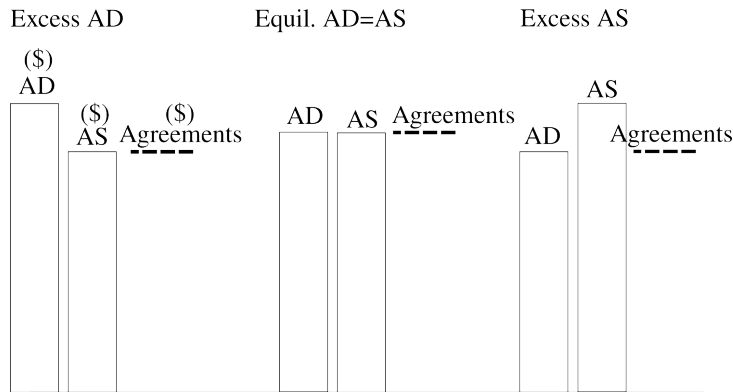 Excess AD
Equil. AD=AS
Excess AS
($)
AD
($)
AS
($)
Agreements
AD
AS
Agreements
AD
AS
Agreements